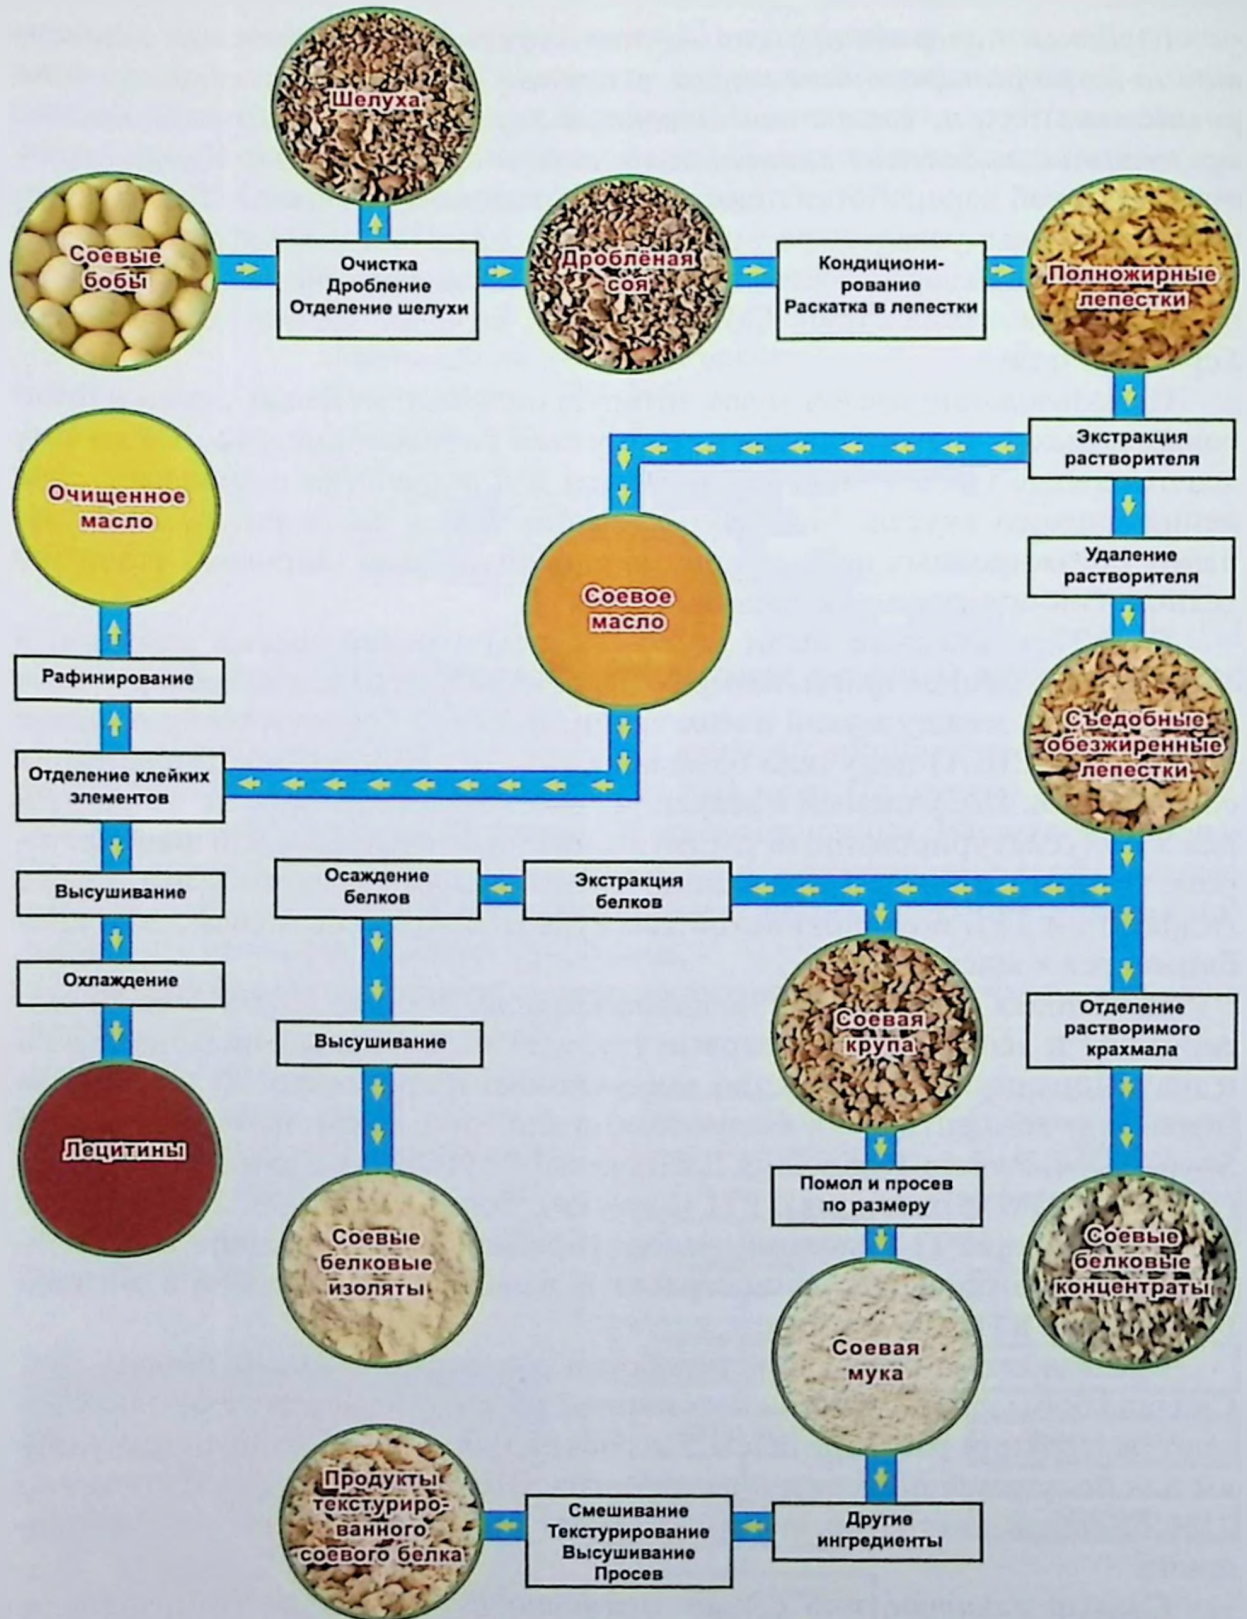 Шелуха
Соевые
бобы
Очистка
Дробление
Отделение шелухи
Дроблёная
соя
Кондициони-
рование
Раскатка в лепестки
Полножирные
лепестки
Экстракция
растворителя
Удаление
растворителя
Съедобные
обезжиренные
лепестки
Соевое
масло
Очищенное
масло
Рафинирование
Отделение клейких
элементов
Высушивание
Охлаждение
Лецитины
Осаждение
белков
Экстракция
белков
Высушивание
Соевые
белковые
изоляты
Соевая
крупа
Помол и просев
по размеру
Соевая
мука
Отделение
растворимого
крахмала
Соевые
белковые
концентраты
Продукты
текстуриро-
ванного
соевого белка
Смешивание
Текстурирование
Высушивание
Просев
Другие
ингредиенты